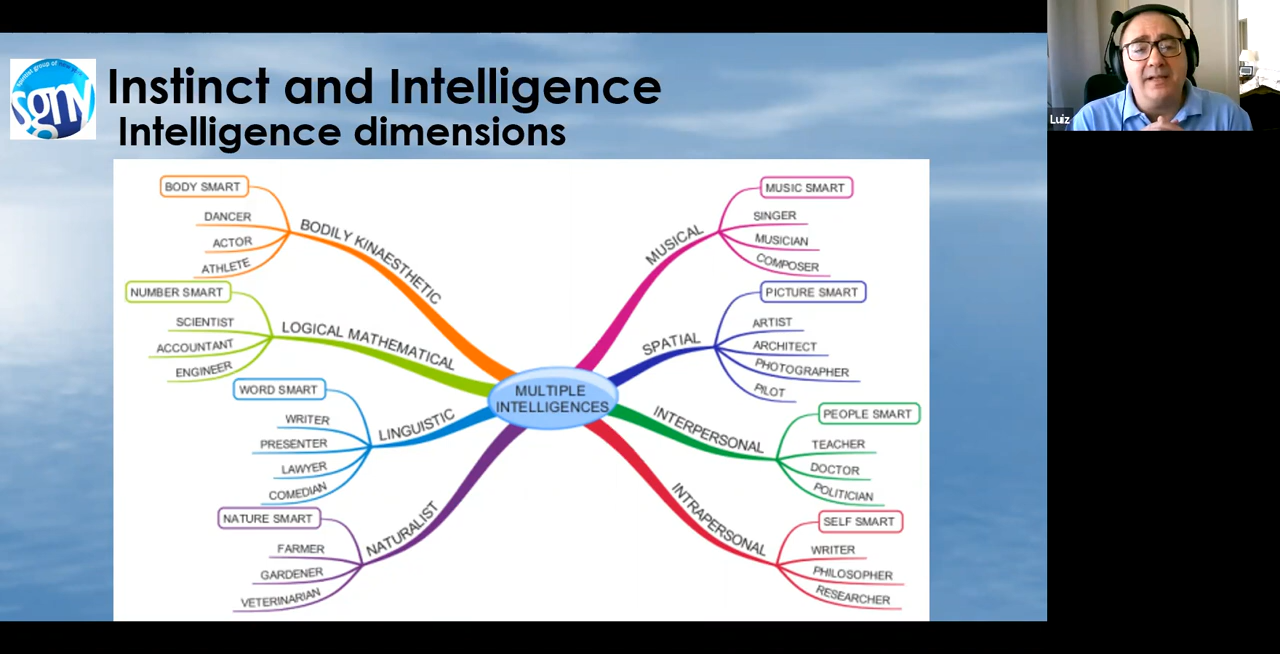 Instinct and Intelligence
Intelligence dimensions
sgny
Luiz
BODY SMART
DANCER
ACTOR
ATHLETE
BODILY KINAESTHETIC
NUMBER SMART
SCIENTIST
ACCOUNTANT
ENGINEER
LOGICAL MATHEMATICAL
WORD SMART
WRITER
PRESENTER
LAWYER
COMEDIAN
LINGUISTIC
NATURE SMART
FARMER
GARDENER
VETERINARIAN
NATURALIST
MULTIPLE
INTELLIGENCES
MUSICAL
MUSIC SMART
SINGER
MUSICIAN
COMPOSER
SPATIAL
PICTURE SMART
ARTIST
ARCHITECT
PHOTOGRAPHER
PILOT
INTERPERSONAL
PEOPLE SMART
TEACHER
DOCTOR
POLITICIAN
INTRAPERSONAL
SELF SMART
WRITER
PHILOSOPHER
RESEARCHER